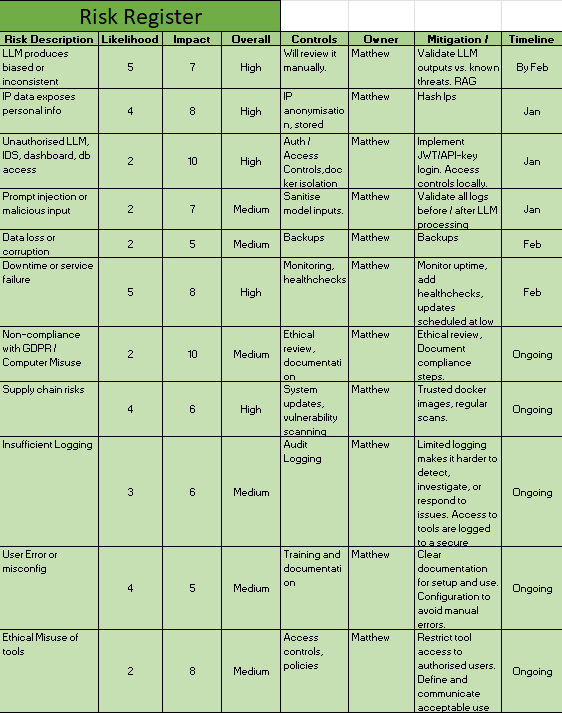 Risk Register
Risk Description Likelihood Impact Overall Controls Owner Mitigation / Timeline
LLM produces
biased or
inconsistent
5
7
High
Will review it
manually.
Matthew
Validate LLM
outputs vs. known
threats. RAG
By Feb
IP data exposes
personal info
4
8
High
IP
anonymisatio
n, stored
Matthew
Hash Ips
Jan
Unauthorised LLM,
IDS, dashboard, db
access
2
10
High
Auth /
Access
Controls,doc
ker isolation
Matthew
Implement
JWT/API-key
login. Access
controls locally.
Jan
Prompt injection or
malicious input
2
7
Medium
Sanitise
model inputs.
Matthew
Validate all logs
before / after LLM
processing
Jan
Data loss or
corruption
2
5
Medium
Backups
Matthew
Backups
Feb
Downtime or service
failure
5
8
High
Monitoring,
healthchecks
Matthew
Monitor uptime,
add
healthchecks,
updates
scheduled at low
Feb
Non-compliance
with GDPR /
Computer Misuse
2
10
Medium
Ethical
review,
documentati
on
Matthew
Ethical review,
Document
compliance
steps.
Ongoing
Supply chain risks
4
6
High
System
updates,
vulnerability
scanning
Matthew
Trusted docker
images, regular
scans.
Ongoing
Insufficient Logging
3
6
Medium
Audit
Logging
Matthew
Limited logging
makes it harder to
detect,
investigate, or
respond to
issues. Access to
tools are logged
to a secure
Ongoing
User Error or
misconfig
4
5
Medium
Training and
documentati
on
Matthew
Clear
documentation
for setup and use.
Configuration to
avoid manual
errors.
Ongoing
Ethical Misuse of
tools
2
8
Medium
Access
controls,
policies
Matthew
Restrict tool
access to
authorised users.
Define and
communicate
acceptable use
Ongoing